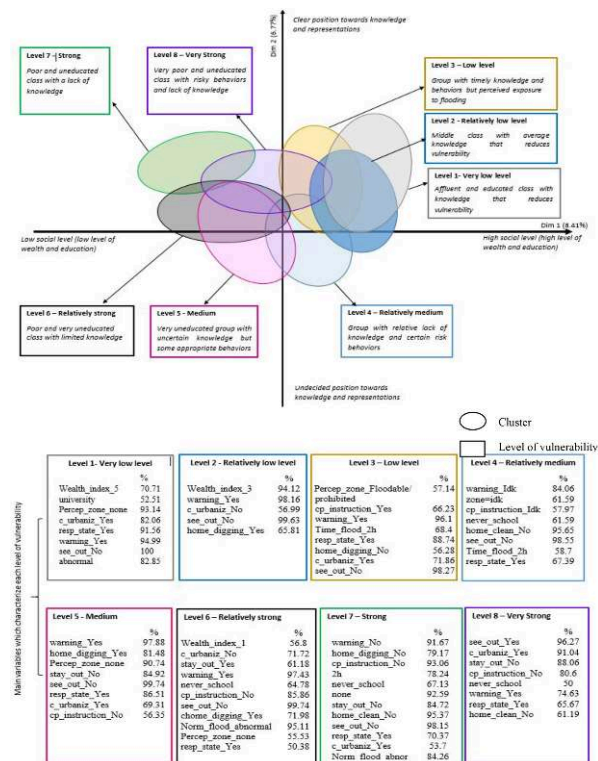 Clear position towards knowledge
and representations
Dim 2 (6.77%)
Level 7 - Strong
Poor and uneducated
class with a lack of
knowledge
Level 8 – Very Strong
Very poor and uneducated
class with risky behaviors
and lack of knowledge
Level 3 – Low level
Group with timely knowledge and
behaviors but perceived exposure
to flooding
Level 2 - Relatively low level
Middle class with average
knowledge that reduces
vulnerability
Level 1- Very low level
Affluent and educated class with
knowledge that reduces
vulnerability
Dim 1 (8.41%)
Low social level (low level of
wealth and education)
High social level (high level of
wealth and education)
Level 6 – Relatively strong
Poor and very uneducated
class with limited knowledge
Level 5 - Medium
Very uneducated group with
uncertain knowledge but
some appropriate behaviors
Level 4 – Relatively medium
Group with relative lack of
knowledge and certain risk
behaviors
Undecided position towards
knowledge and representations
Cluster
Level of vulnerability
Main variables which characterize each level of vulnerability
Level 1- Very low level
%
Wealth_index_5 70.71
university 52.51
Percep_zone_none 93.14
c_urbaniz_Yes 82.06
resp_state_Yes 91.56
warning_Yes 94.99
see_out_No 100
abnormal 82.85
Level 2 - Relatively low level
%
Wealth_index_3 94.12
warning_Yes 98.16
c_urbaniz_No 56.99
see_out_No 99.63
home_digging_Yes 65.81
Level 3 – Low level
%
Percep_zone_Floodable/ 57.14
prohibited
cp_instruction_Yes 66.23
warning_Yes 96.1
Time_flood_2h 68.4
resp_state_Yes 88.74
home_digging_No 56.28
c_urbaniz_Yes 71.86
see_out_No 98.27
Level 4 – Relatively medium
%
warning_Idk 84.06
zone=idk 61.59
cp_instruction_Idk 57.97
never_school 61.59
home_clean_No 95.65
see_out_No 98.55
Time_flood_2h 58.7
resp_state_Yes 67.39
Level 5 - Medium
%
warning_Yes 97.88
home_digging_Yes 81.48
Percep_zone_none 90.74
stay_out_No 84.92
see_out_No 99.74
resp_state_Yes 86.51
c_urbaniz_Yes 69.31
cp_instruction_No 56.35
Level 6 – Relatively strong
%
Wealth_index_1 56.8
c_urbaniz_No 71.72
stay_out_Yes 61.18
warning_Yes 97.43
never_school 64.78
cp_instruction_No 85.86
see_out_No 99.74
chome_digging_Yes 71.98
Norm_flood_abnormal 95.11
Percep_zone_none 55.53
resp_state_Yes 50.38
Level 7 – Strong
%
warning_No 91.67
home_digging_No 79.17
cp_instruction_No 93.06
2h 78.24
never_school 67.13
none 92.59
stay_out_No 84.72
home_clean_No 95.37
see_out_No 98.15
resp_state_Yes 70.37
c_urbaniz_Yes 53.7
Norm_flood_abnor 84.26
Level 8 – Very Strong
%
see_out_Yes 96.27
c_urbaniz_Yes 91.04
stay_out_No 88.06
cp_instruction_No 80.6
never_school 50
warning_Yes 74.63
resp_state_Yes 65.67
home_clean_No 61.19